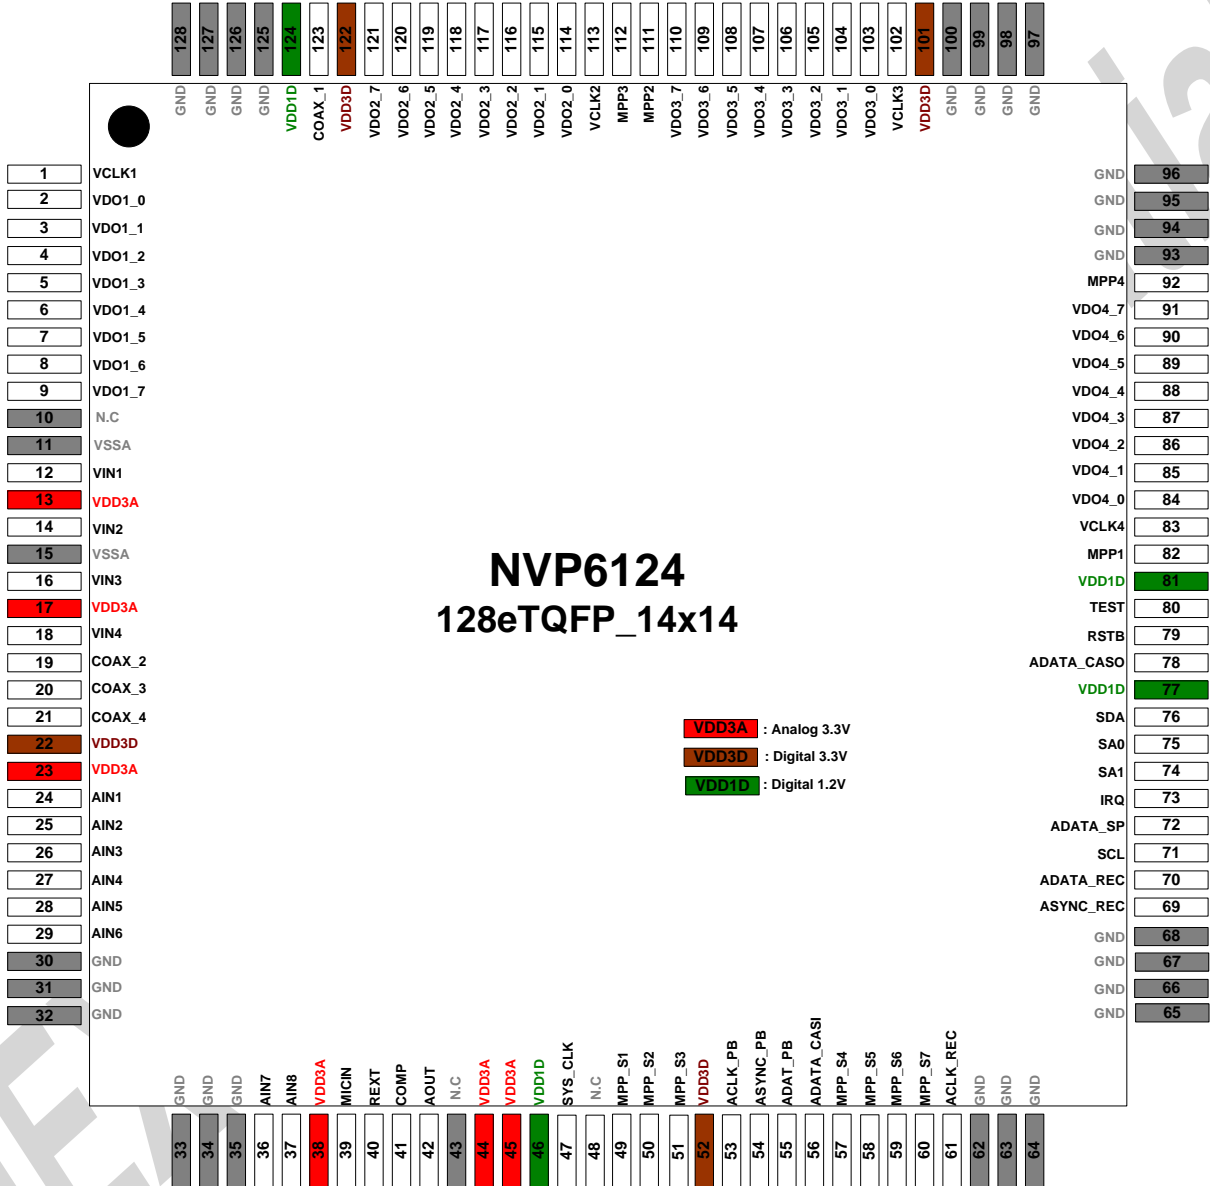 128 127 126 125 124 123 122 121 120 119 118 117 116 115 114 113 112 111 110 109 108 107 106 105 104 103 102 101 100 99 98 97
GND GND GND GND VDD1D COAX_1 VDD3D VDO2_7 VDO2_6 VDO2_5 VDO2_4 VDO2_3 VDO2_2 VDO2_1 VDO2_0 VCLK2 MPP3 MPP2 VDO3_7 VDO3_6 VDO3_5 VDO3_4 VDO3_3 VDO3_2 VDO3_1 VDO3_0 VCLK3 VDD3D GND GND GND GND
1 VCLK1
2 VDO1_0
3 VDO1_1
4 VDO1_2
5 VDO1_3
6 VDO1_4
7 VDO1_5
8 VDO1_6
9 VDO1_7
10 N.C
11 VSSA
12 VIN1
13 VDD3A
14 VIN2
15 VSSA
16 VIN3
17 VDD3A
18 VIN4
19 COAX_2
20 COAX_3
21 COAX_4
22 VDD3D
23 VDD3A
24 AIN1
25 AIN2
26 AIN3
27 AIN4
28 AIN5
29 AIN6
30 GND
31 GND
32 GND
NVP6124
128eTQFP_14x14
VDD3A : Analog 3.3V
VDD3D : Digital 3.3V
VDD1D : Digital 1.2V
GND 96
GND 95
GND 94
GND 93
MPP4 92
VDO4_7 91
VDO4_6 90
VDO4_5 89
VDO4_4 88
VDO4_3 87
VDO4_2 86
VDO4_1 85
VDO4_0 84
VCLK4 83
MPP1 82
VDD1D 81
TEST 80
RSTB 79
ADATA_CASO 78
VDD1D 77
SDA 76
SA0 75
SA1 74
IRQ 73
ADATA_SP 72
SCL 71
ADATA_REC 70
ASYNC_REC 69
GND 68
GND 67
GND 66
GND 65
GND GND GND AIN7 AIN8 VDD3A MICIN REXT COMP AOUT N.C VDD3A VDD3A VDD1D SYS_CLK N.C MPP_S1 MPP_S2 MPP_S3 VDD3D ACLK_PB ASYNC_PB ADAT_PB ADATA_CASI MPP_S4 MPP_S5 MPP_S6 MPP_S7 ACLK_REC GND GND GND
33 34 35 36 37 38 39 40 41 42 43 44 45 46 47 48 49 50 51 52 53 54 55 56 57 58 59 60 61 62 63 64